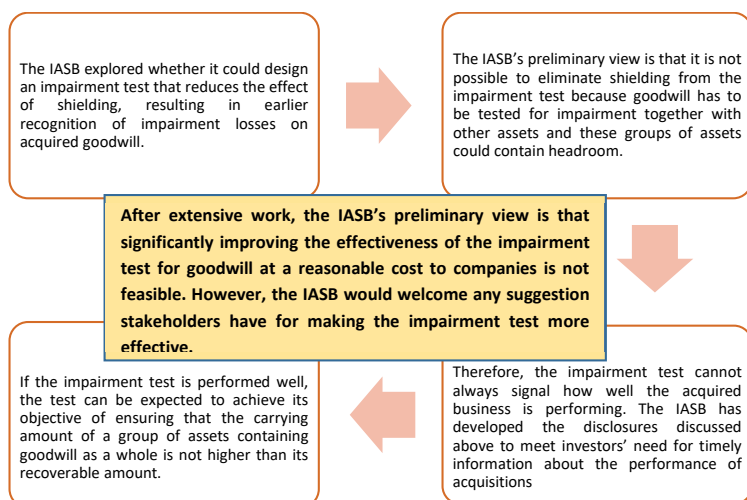 The IASB explored whether it could design
an impairment test that reduces the effect
of shielding, resulting in earlier
recognition of impairment losses on
acquired goodwill.
The IASB’s preliminary view is that it is not
possible to eliminate shielding from the
impairment test because goodwill has to
be tested for impairment together with
other assets and these groups of assets
could contain headroom.
After extensive work, the IASB’s preliminary view is that
significantly improving the effectiveness of the impairment
test for goodwill at a reasonable cost to companies is not
feasible. However, the IASB would welcome any suggestion
stakeholders have for making the impairment test more
effective.
Therefore, the impairment test cannot
always signal how well the acquired
business is performing. The IASB has
developed the disclosures discussed
above to meet investors’ need for timely
information about the performance of
acquisitions
If the impairment test is performed well,
the test can be expected to achieve its
objective of ensuring that the carrying
amount of a group of assets containing
goodwill as a whole is not higher than its
recoverable amount.